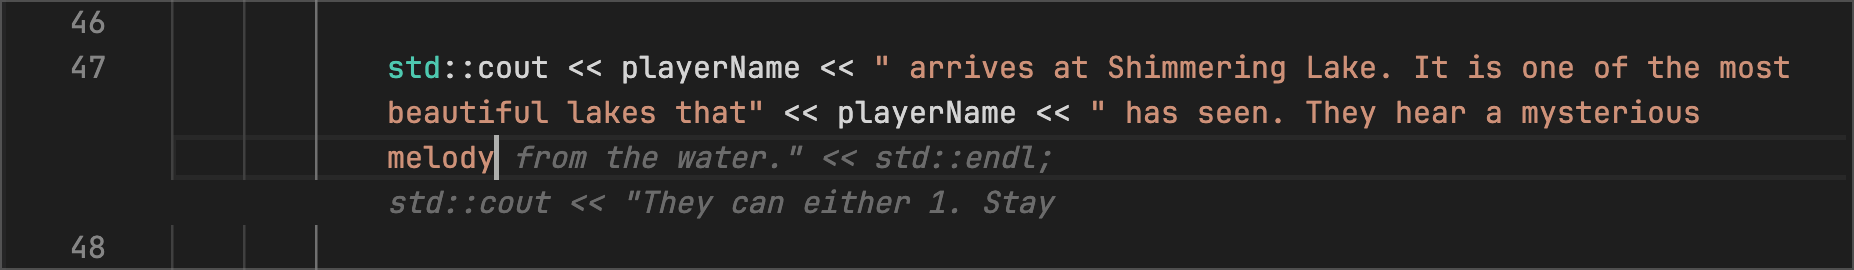 46
47 std::cout << playerName << " arrives at Shimmering Lake. It is one of the most
beautiful lakes that" << playerName << " has seen. They hear a mysterious
melody from the water." << std::endl;
std::cout << "They can either 1. Stay
48